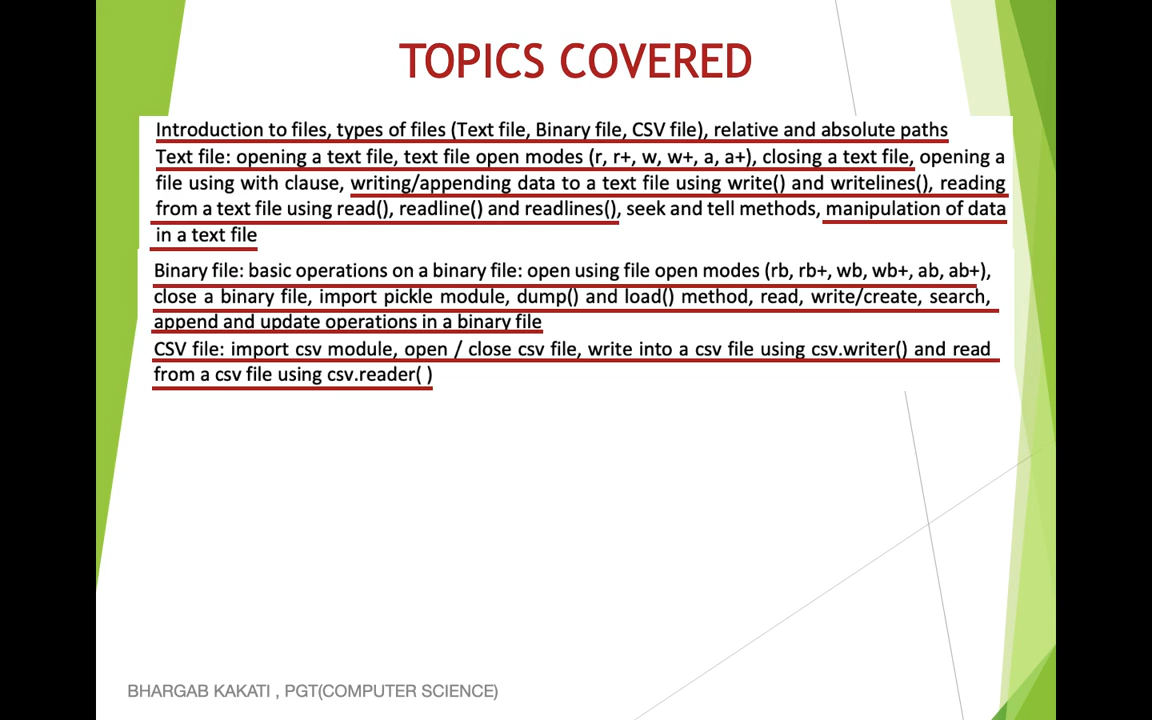 TOPICS COVERED
Introduction to files, types of files (Text file, Binary file, CSV file), relative and absolute paths
Text file: opening a text file, text file open modes (r, r+, w, w+, a, a+), closing a text file, opening a
file using with clause, writing/appending data to a text file using write() and writelines(), reading
from a text file using read(), readline() and readlines(), seek and tell methods, manipulation of data
in a text file
Binary file: basic operations on a binary file: open using file open modes (rb, rb+, wb, wb+, ab, ab+),
close a binary file, import pickle module, dump() and load() method, read, write/create, search,
append and update operations in a binary file
CSV file: import csv module, open / close csv file, write into a csv file using csv.writer() and read
from a csv file using csv.reader( )
BHARGAB KAKATI , PGT(COMPUTER SCIENCE)